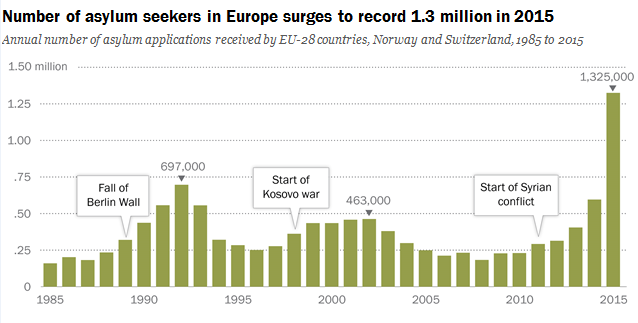 Number of asylum seekers in Europe surges to record 1.3 million in 2015
Annual number of asylum applications received by EU-28 countries, Norway and Switzerland, 1985 to 2015
1.50 million
1,325,000
1.25
1.00
697,000
.75
Fall of
Berlin Wall
Start of
Kosovo war
463,000
Start of Syrian
conflict
.50
.25
0
1985
1990
1995
2000
2005
2010
2015